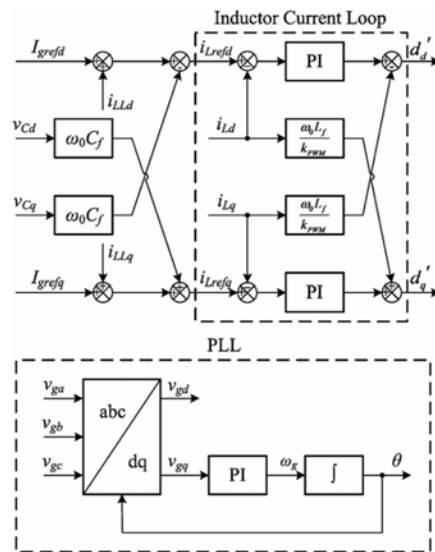 Inductor Current Loop
I_grefd
i_Lrefd
PI
d_d'
i_LLd
v_Cd
ω_0C_f
i_Ld
ω_0L_f / k_PWM
v_Cq
ω_0C_f
i_Lq
ω_0L_f / k_PWM
i_LLq
I_grefq
i_Lrefq
PI
d_q'
PLL
v_ga
abc
v_gd
v_gb
v_gc
dq
v_gq
PI
ω_g
∫
θ